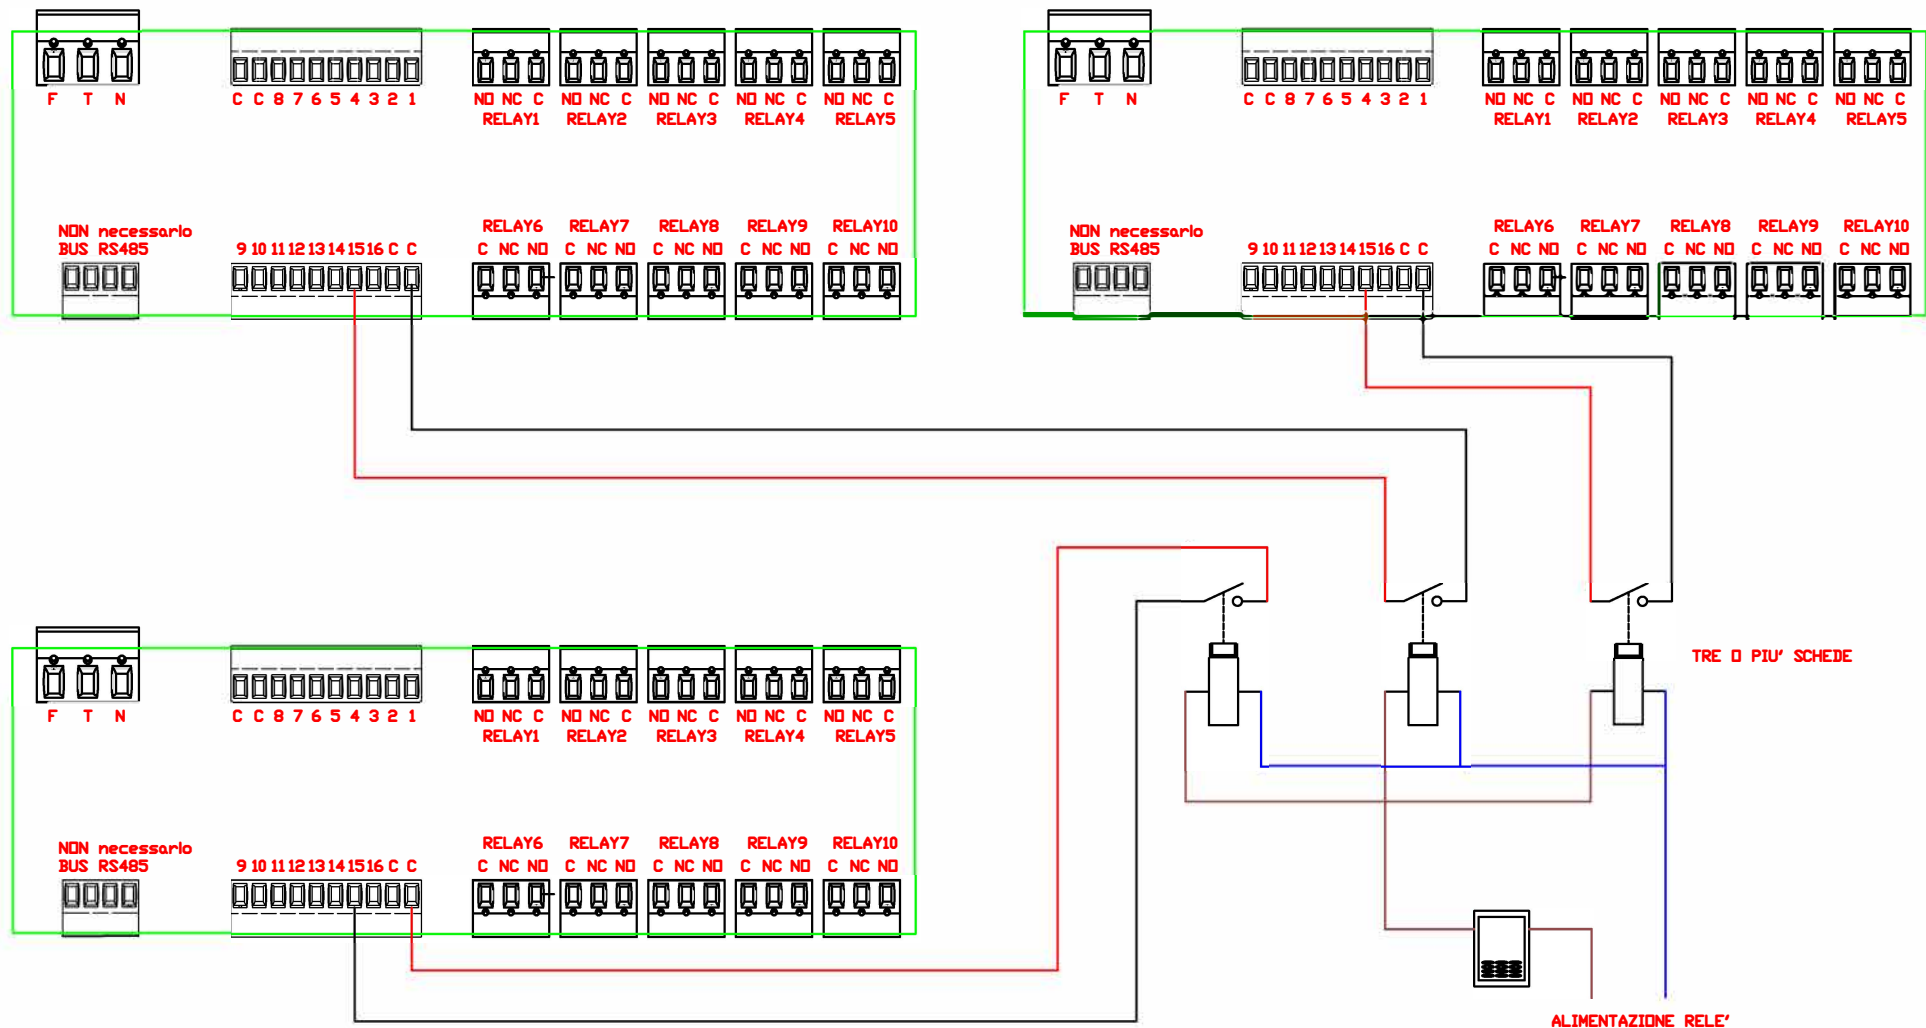 F T N
C C 8 7 6 5 4 3 2 1
NO NC C NO NC C NO NC C NO NC C NO NC C
RELAY1 RELAY2 RELAY3 RELAY4 RELAY5
NON necessario
BUS RS485
9 10 11 12 13 14 15 16 C C
RELAY6 RELAY7 RELAY8 RELAY9 RELAY10
C NC NO C NC NO C NC NO C NC NO C NC NO
F T N
C C 8 7 6 5 4 3 2 1
NO NC C NO NC C NO NC C NO NC C NO NC C
RELAY1 RELAY2 RELAY3 RELAY4 RELAY5
NON necessario
BUS RS485
9 10 11 12 13 14 15 16 C C
RELAY6 RELAY7 RELAY8 RELAY9 RELAY10
C NC NO C NC NO C NC NO C NC NO C NC NO
F T N
C C 8 7 6 5 4 3 2 1
NO NC C NO NC C NO NC C NO NC C NO NC C
RELAY1 RELAY2 RELAY3 RELAY4 RELAY5
NON necessario
BUS RS485
9 10 11 12 13 14 15 16 C C
RELAY6 RELAY7 RELAY8 RELAY9 RELAY10
C NC NO C NC NO C NC NO C NC NO C NC NO
TRE O PIU' SCHEDE
ALIMENTAZIONE RELE'